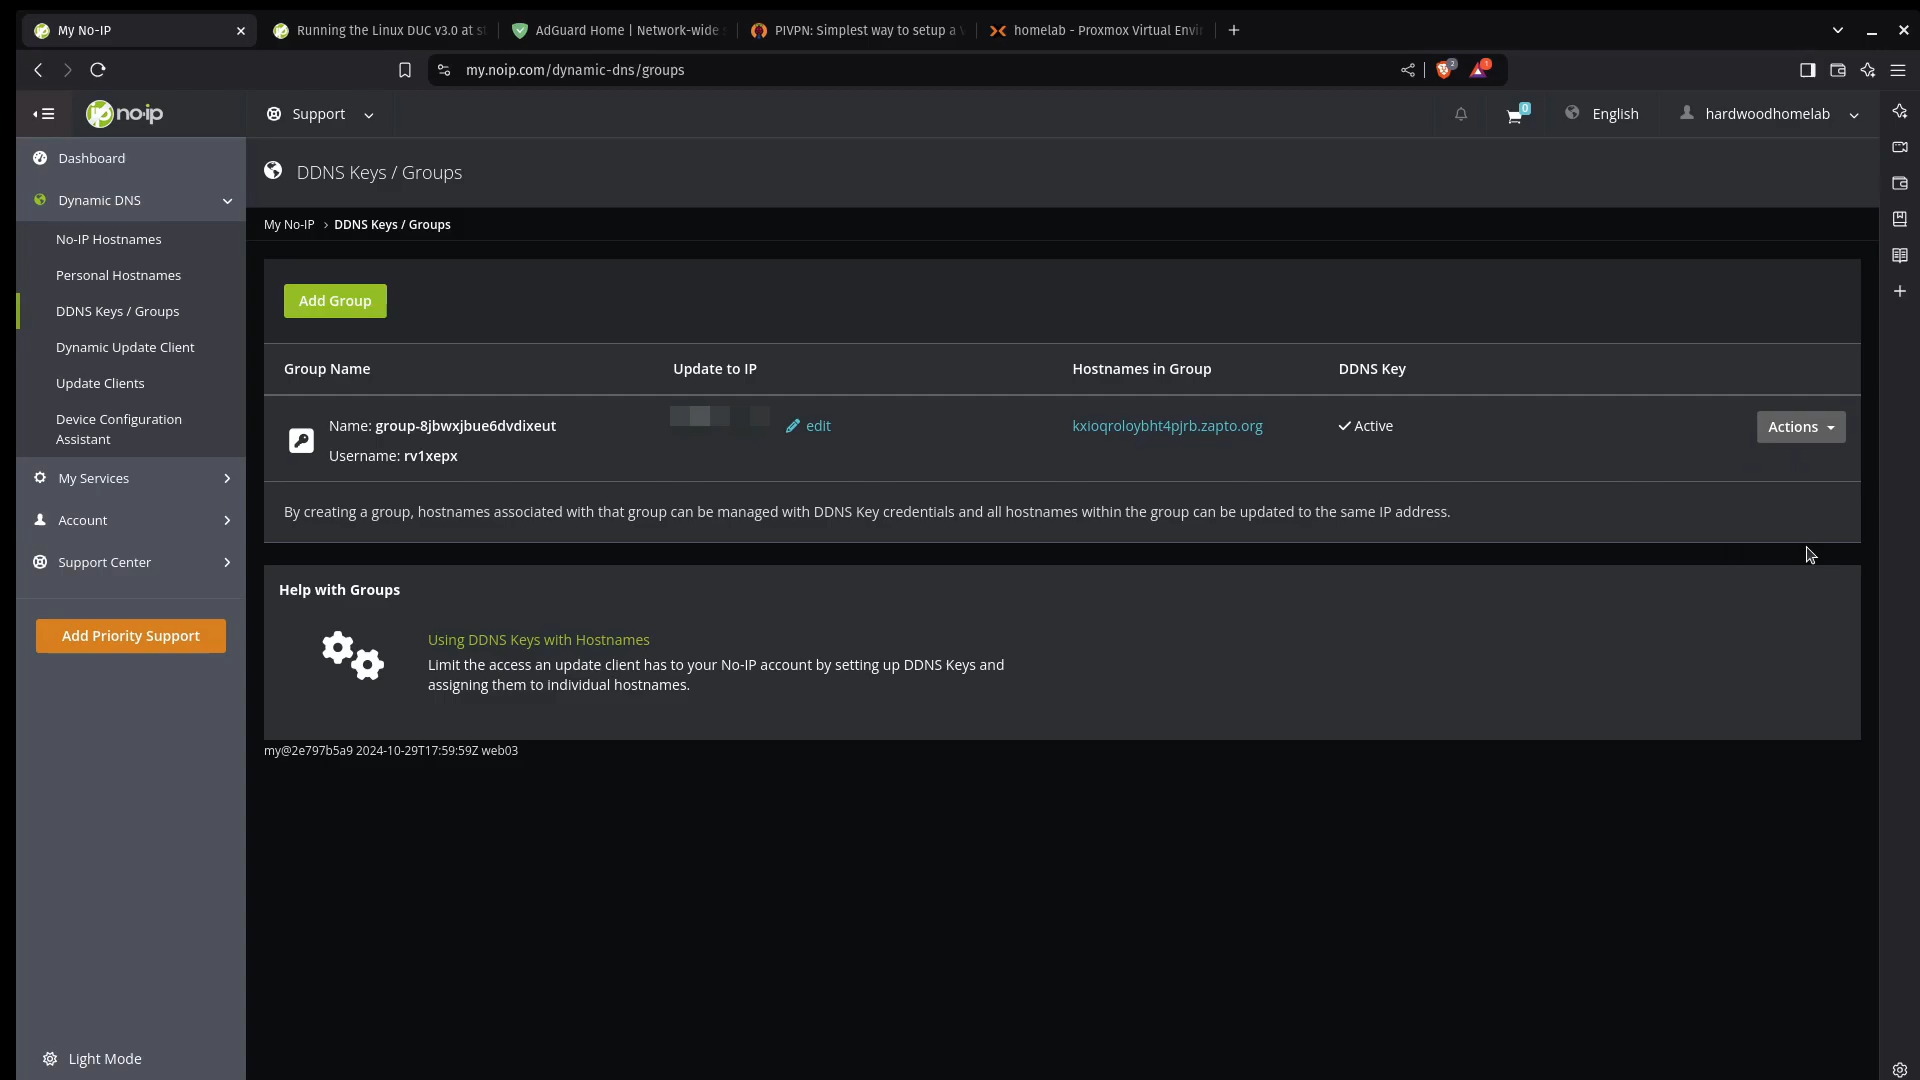 My No-IP
Running the Linux DUC v3.0 at s
AdGuard Home | Network-wide
PIVPN: Simplest way to setup a V
homelab - Proxmox Virtual Envir
my.noip.com/dynamic-dns/groups
2
1
no-ip
Support
0
English
hardwoodhomelab
Dashboard
Dynamic DNS
No-IP Hostnames
Personal Hostnames
DDNS Keys / Groups
Dynamic Update Client
Update Clients
Device Configuration
Assistant
My Services
Account
Support Center
Add Priority Support
Light Mode
DDNS Keys / Groups
My No-IP > DDNS Keys / Groups
Add Group
Group Name Update to IP Hostnames in Group DDNS Key
Name: group-8jbwxjbue6dvdixeut edit kxioqroloybht4pjrb.zapto.org Active Actions
Username: rv1xepx
By creating a group, hostnames associated with that group can be managed with DDNS Key credentials and all hostnames within the group can be updated to the same IP address.
Help with Groups
Using DDNS Keys with Hostnames
Limit the access an update client has to your No-IP account by setting up DDNS Keys and
assigning them to individual hostnames.
my@2e797b5a9 2024-10-29T17:59:59Z web03